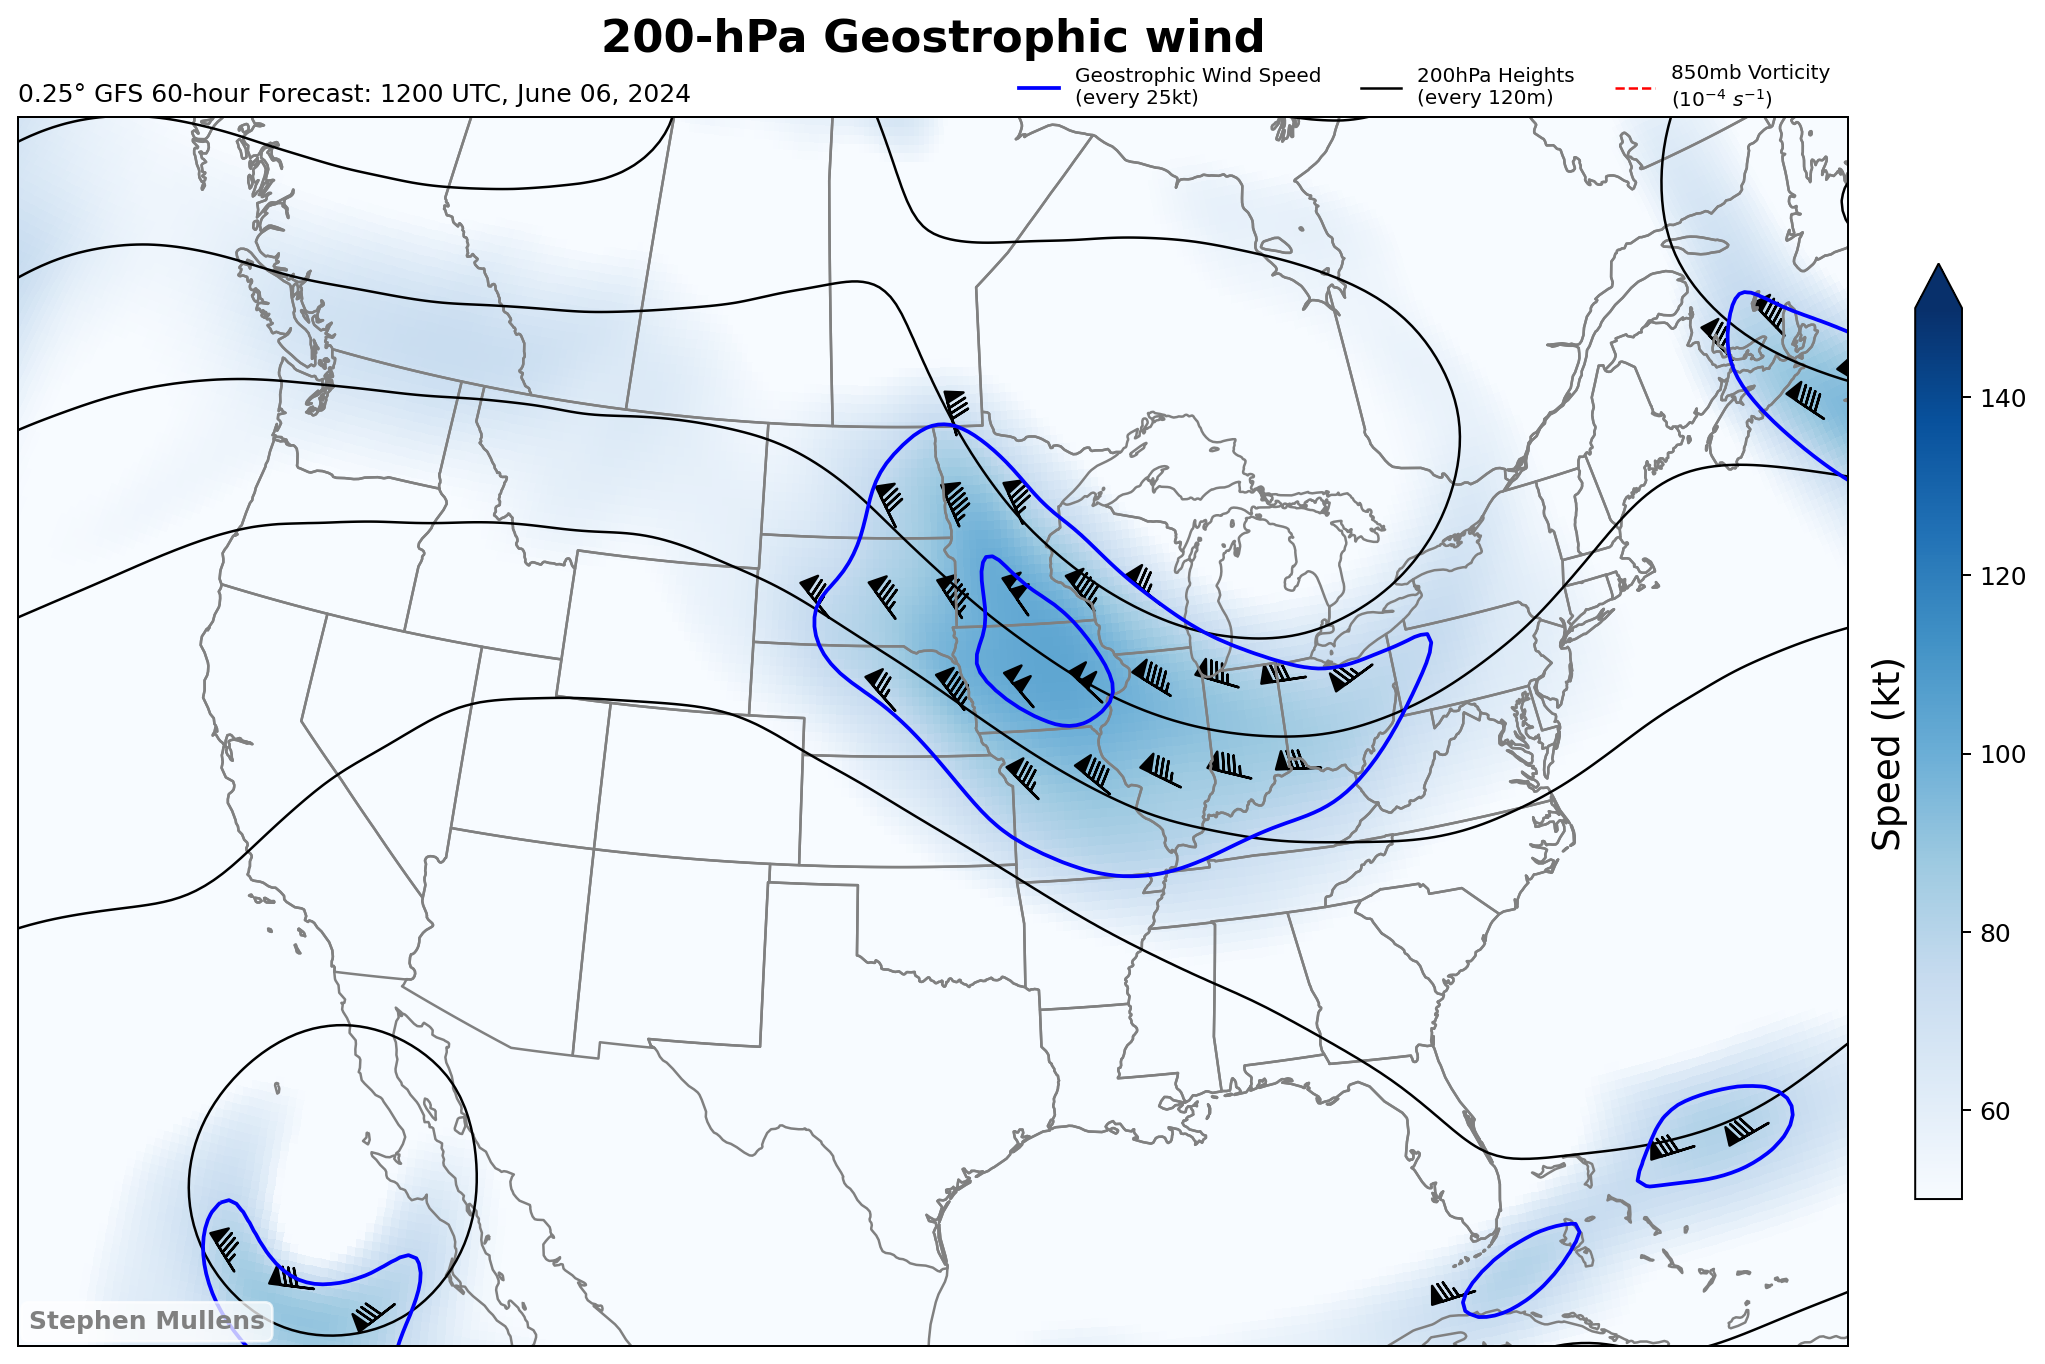 200-hPa Geostrophic wind
0.25° GFS 60-hour Forecast: 1200 UTC, June 06, 2024
Geostrophic Wind Speed
(every 25kt)
200hPa Heights
(every 120m)
850mb Vorticity
(10⁻⁴ s⁻¹)
140
120
100
80
60
Speed (kt)
Stephen Mullens